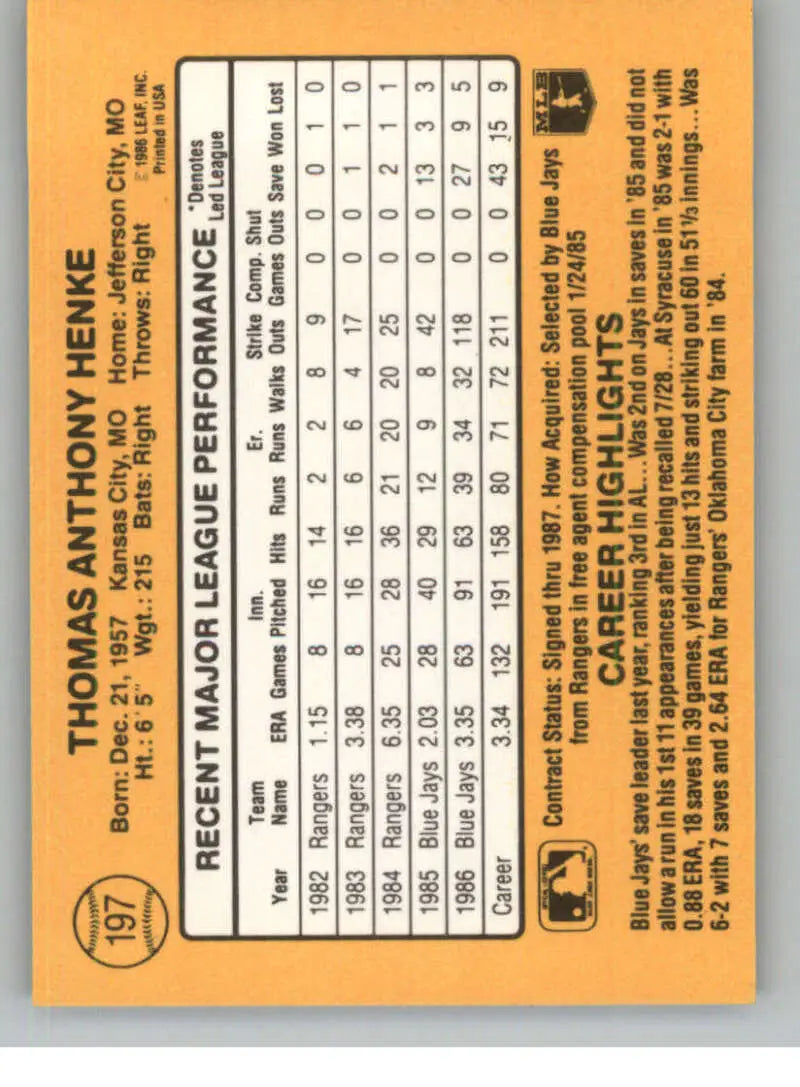 197
THOMAS ANTHONY HENKE
Born: Dec. 21, 1957 Kansas City, MO Home: Jefferson City, MO
Ht.: 6' 5" Wgt.: 215 Bats: Right Throws: Right
© 1986 LEAF, INC.
Printed in USA
RECENT MAJOR LEAGUE PERFORMANCE
*Denotes
Led League
Team Inn. Er. Strike Comp. Shut
Year Name ERA Games Pitched Hits Runs Runs Walks Outs Games Outs Save Won Lost
1982 Rangers 1.15 8 16 14 2 2 8 9 0 0 0 1 0
1983 Rangers 3.38 8 16 16 6 6 4 17 0 0 1 1 0
1984 Rangers 6.35 25 28 36 21 20 20 25 0 0 2 1 1
1985 Blue Jays 2.03 28 40 29 12 9 8 42 0 0 13 3 3
1986 Blue Jays 3.35 63 91 63 39 34 32 118 0 0 27 9 5
Career 3.34 132 191 158 80 71 72 211 0 0 43 15 9
Contract Status: Signed thru 1987. How Acquired: Selected by Blue Jays
from Rangers in free agent compensation pool 1/24/85
MLB
CAREER HIGHLIGHTS
Blue Jays' save leader last year, ranking 3rd in AL... Was 2nd on Jays in saves in '85 and did not
allow a run in his 1st 11 appearances after being recalled 7/28... At Syracuse in '85 was 2-1 with
0.88 ERA, 18 saves in 39 games, yielding just 13 hits and striking out 60 in 51⅓ innings... Was
6-2 with 7 saves and 2.64 ERA for Rangers' Oklahoma City farm in '84.